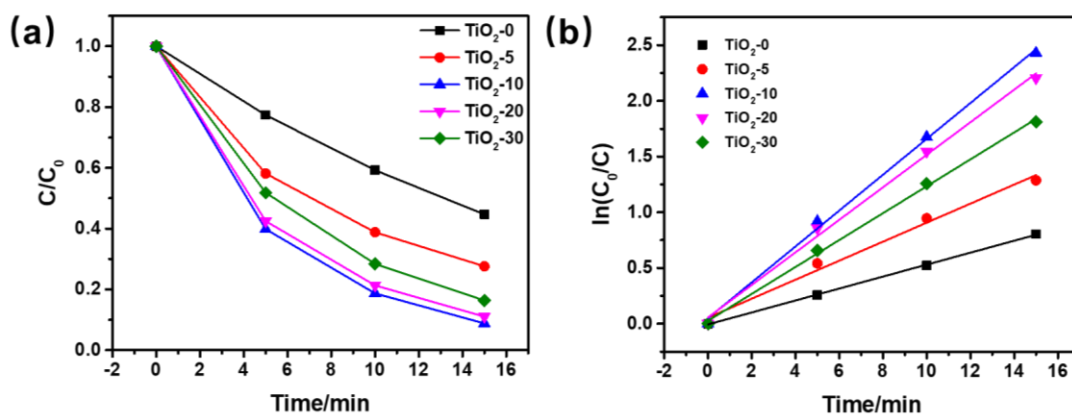 (a)
TiO₂-0
TiO₂-5
TiO₂-10
TiO₂-20
TiO₂-30
C/C₀
1.0
0.8
0.6
0.4
0.2
0.0
-2 0 2 4 6 8 10 12 14 16
Time/min
(b)
TiO₂-0
TiO₂-5
TiO₂-10
TiO₂-20
TiO₂-30
ln(C₀/C)
2.5
2.0
1.5
1.0
0.5
0.0
-2 0 2 4 6 8 10 12 14 16
Time/min